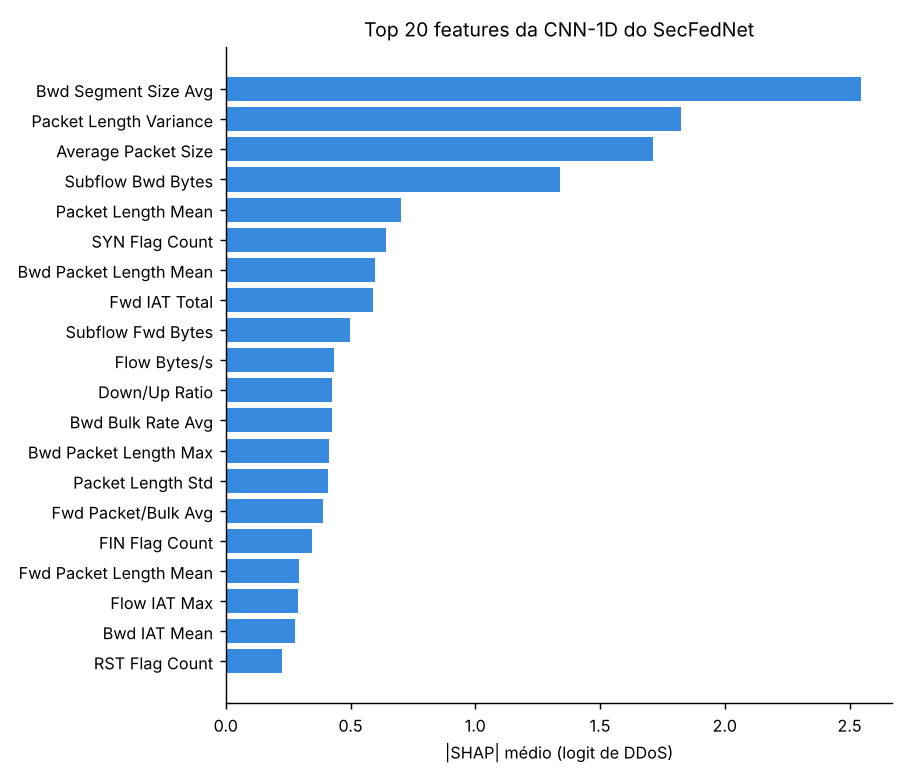 Top 20 features da CNN-1D do SecFedNet
Bwd Segment Size Avg
Packet Length Variance
Average Packet Size
Subflow Bwd Bytes
Packet Length Mean
SYN Flag Count
Bwd Packet Length Mean
Fwd IAT Total
Subflow Fwd Bytes
Flow Bytes/s
Down/Up Ratio
Bwd Bulk Rate Avg
Bwd Packet Length Max
Packet Length Std
Fwd Packet/Bulk Avg
FIN Flag Count
Fwd Packet Length Mean
Flow IAT Max
Bwd IAT Mean
RST Flag Count
0.0 0.5 1.0 1.5 2.0 2.5
|SHAP| médio (logit de DDoS)